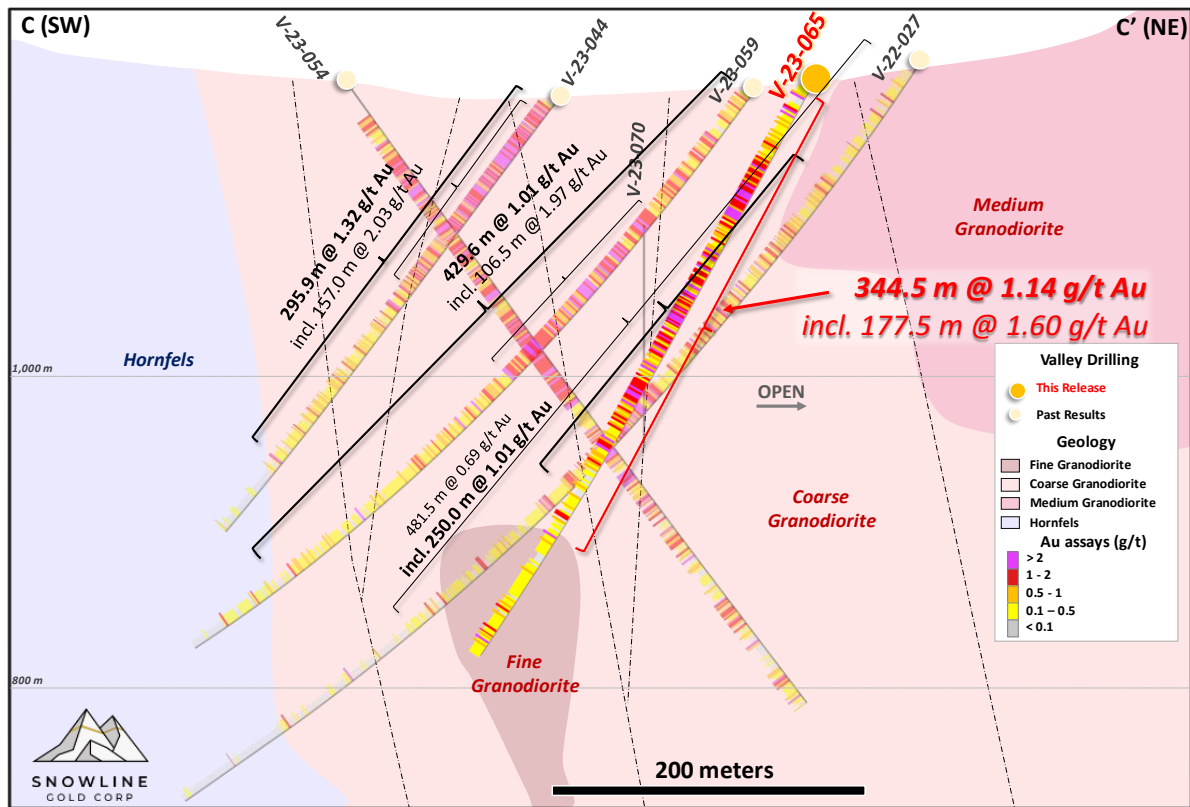 C (SW)
C' (NE)
V-23-054
V-23-044
V-23-059
V-23-065
V-22-027
V-23-070
295.9 m @ 1.32 g/t Au
incl. 157.0 m @ 2.03 g/t Au
429.6 m @ 1.01 g/t Au
incl. 106.5 m @ 1.97 g/t Au
Medium
Granodiorite
344.5 m @ 1.14 g/t Au
incl. 177.5 m @ 1.60 g/t Au
Hornfels
1,000 m
OPEN
481.5 m @ 0.69 g/t Au
incl. 250.0 m @ 1.01 g/t Au
Coarse
Granodiorite
Fine
Granodiorite
800 m
Valley Drilling
This Release
Past Results
Geology
Fine Granodiorite
Coarse Granodiorite
Medium Granodiorite
Hornfels
Au assays (g/t)
> 2
1 - 2
0.5 - 1
0.1 – 0.5
< 0.1
200 meters
SNOWLINE
GOLD CORP